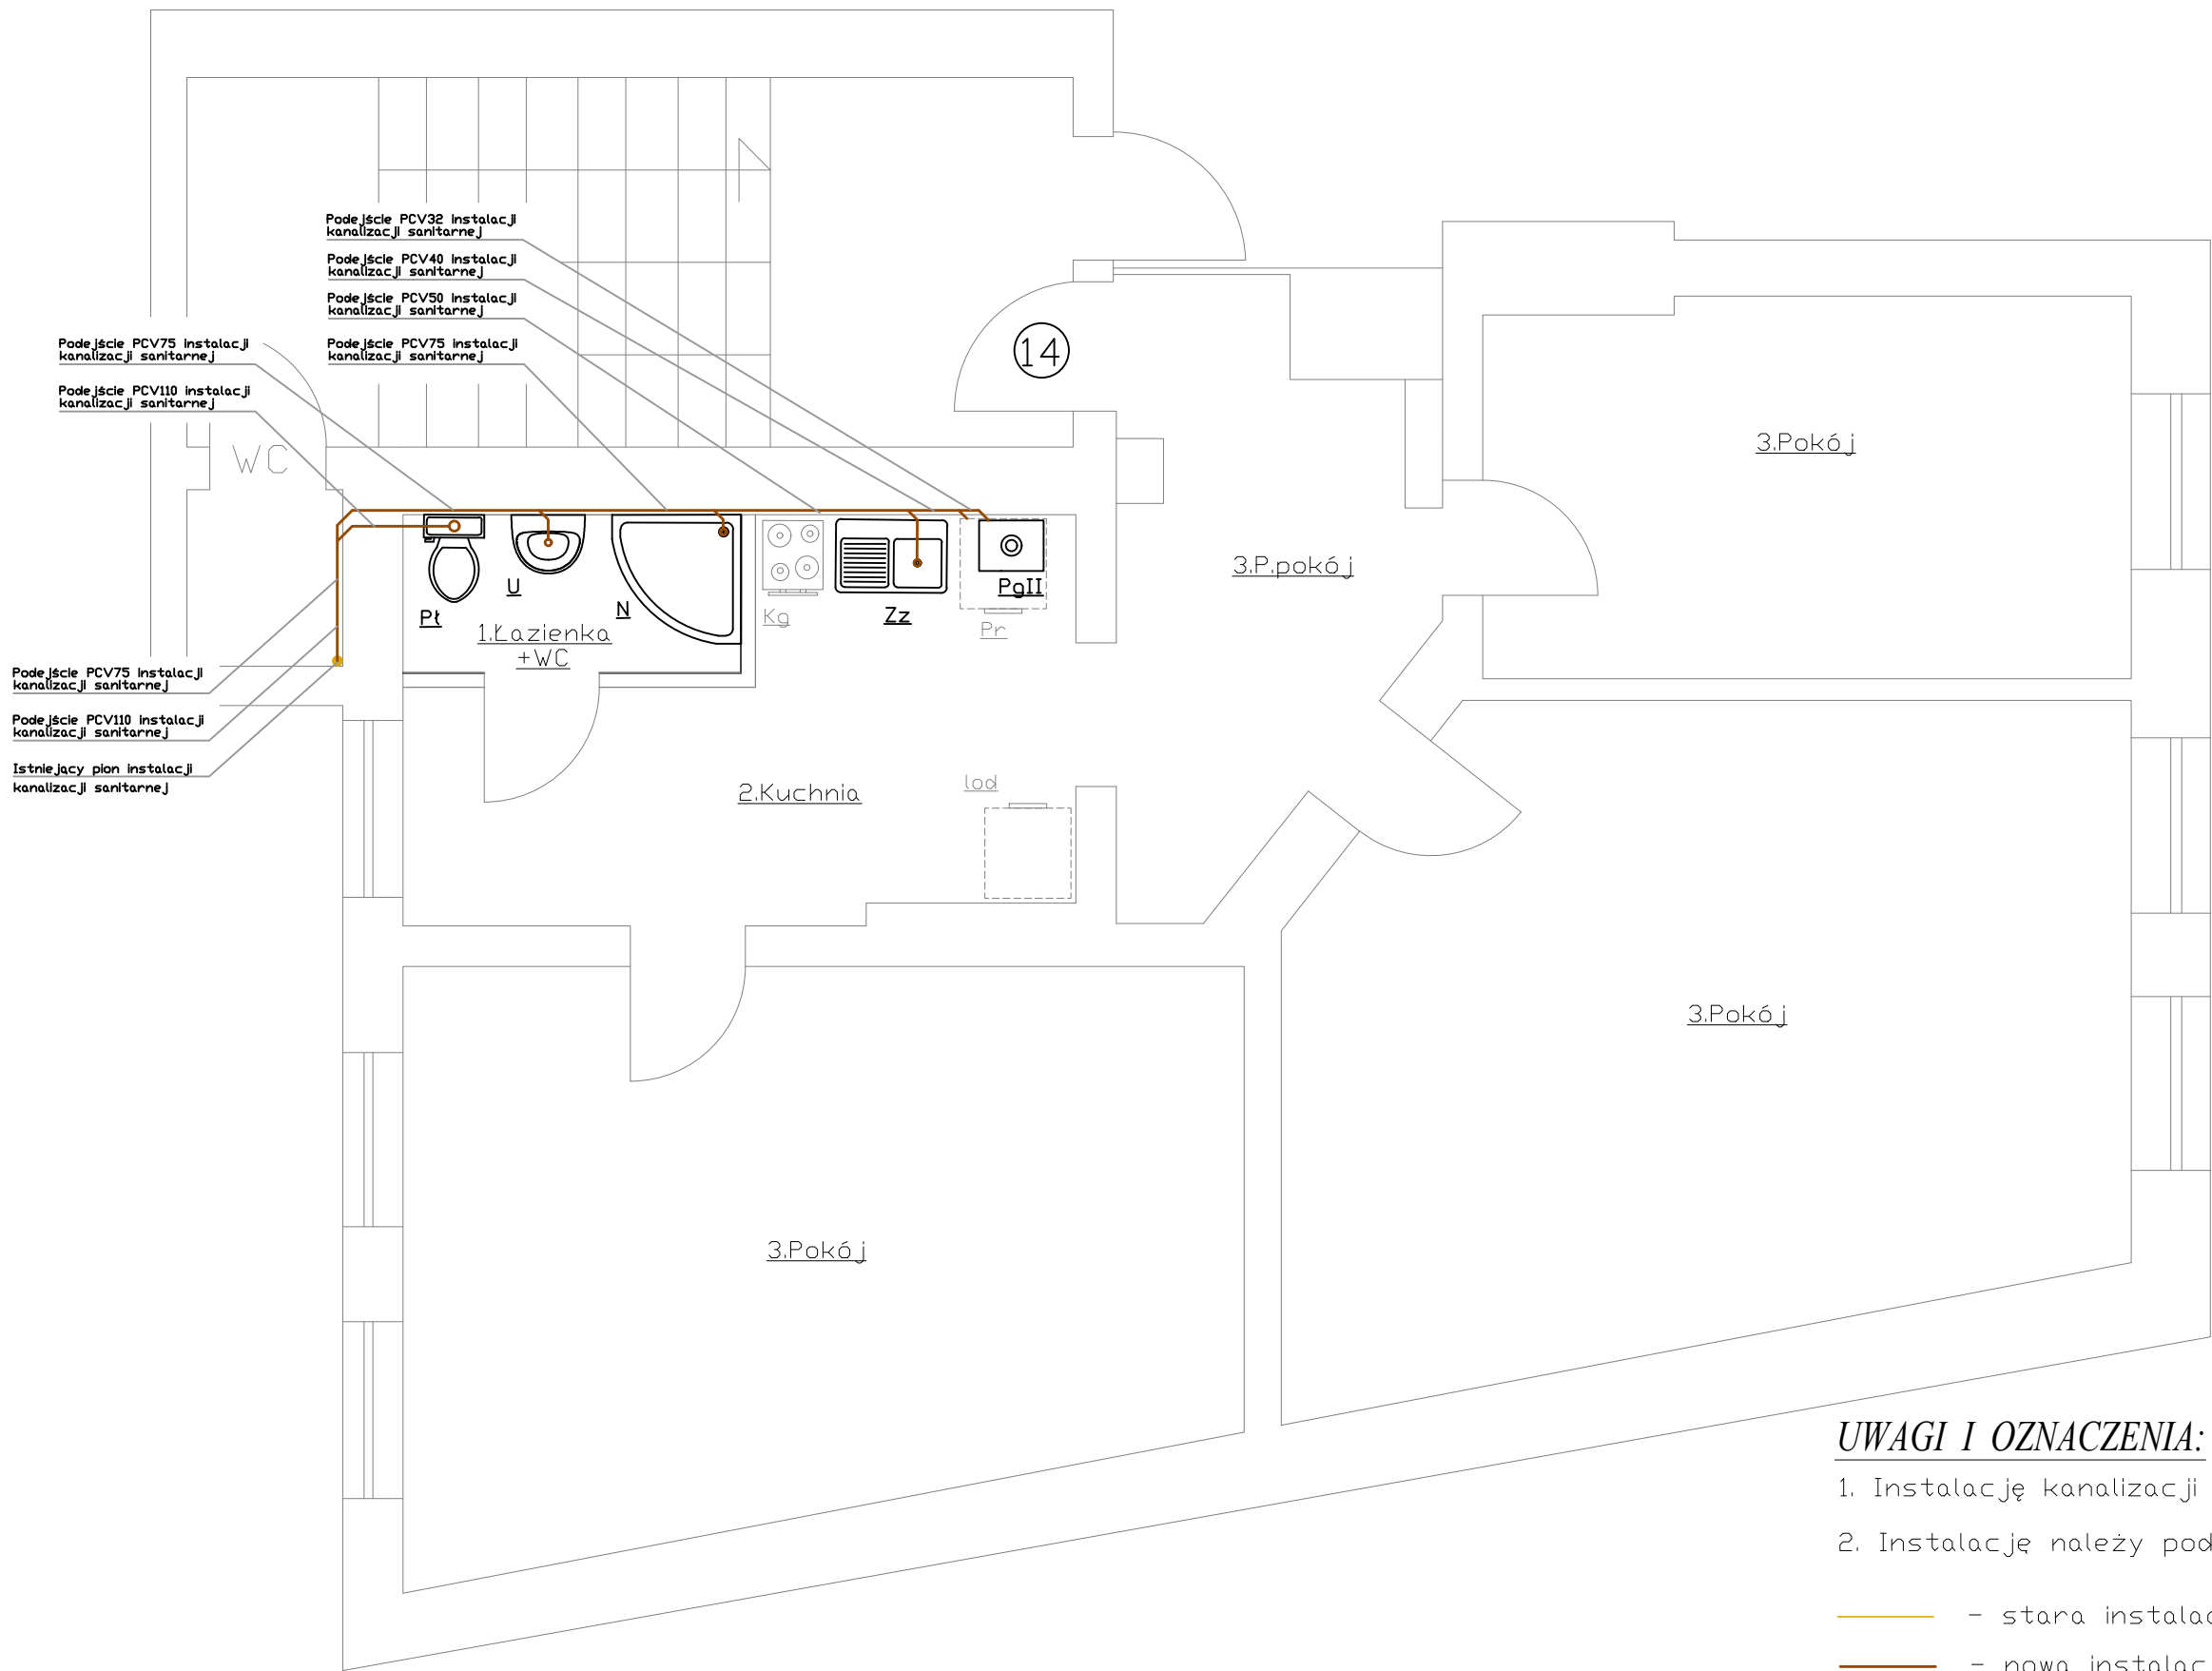 Podejście PCV32 instalacji
kanalizacji sanitarnej
Podejście PCV40 instalacji
kanalizacji sanitarnej
Podejście PCV50 instalacji
kanalizacji sanitarnej
Podejście PCV75 instalacji
kanalizacji sanitarnej
Podejście PCV75 instalacji
kanalizacji sanitarnej
Podejście PCV110 instalacji
kanalizacji sanitarnej
WC
14
3.Pokój
3.P.pokój
Pł
U
N
1.Łazienka
+WC
Kg
Zz
PgII
Pr
Podejście PCV75 instalacji
kanalizacji sanitarnej
Podejście PCV110 instalacji
kanalizacji sanitarnej
Istniejący pion instalacji
kanalizacji sanitarnej
2.Kuchnia
lod
3.Pokój
3.Pokój
UWAGI I OZNACZENIA:
1. Instalację kanalizacji
2. Instalację należy pod
- stara instalac
- nowa instalac